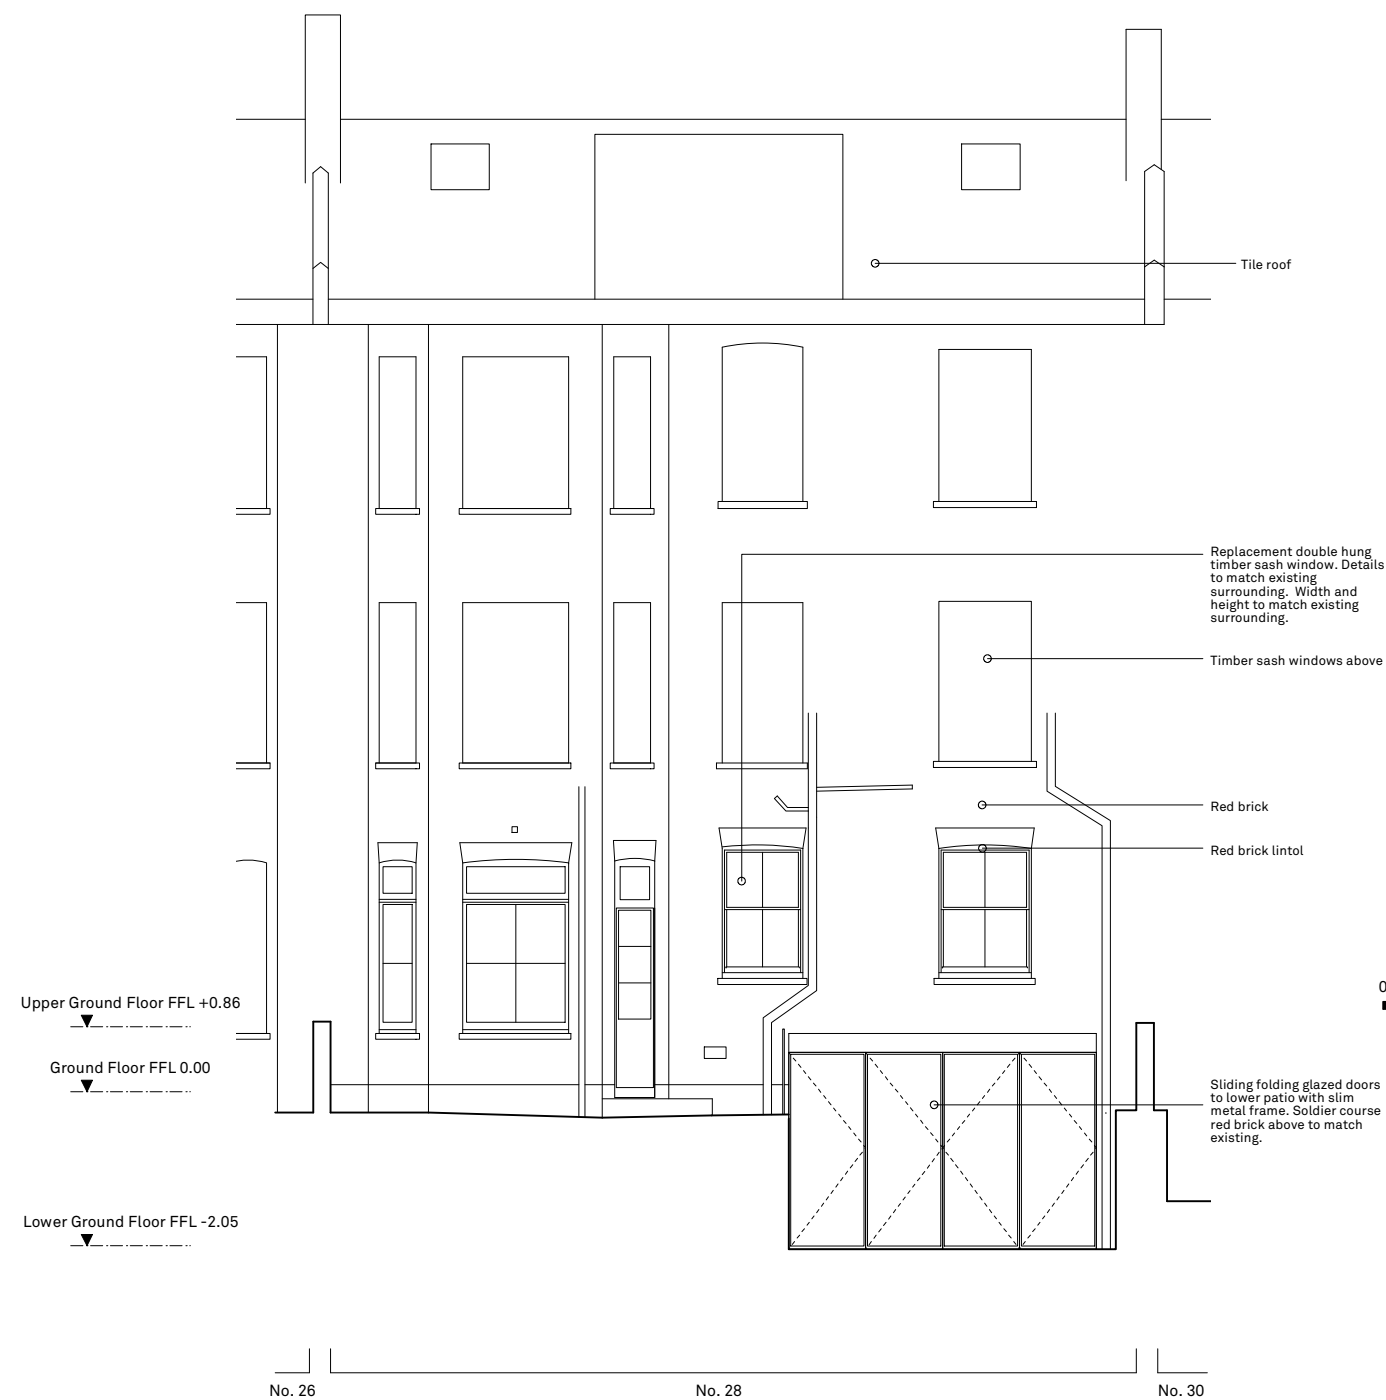 Tile roof
Replacement double hung
timber sash window. Details
to match existing
surrounding. Width and
height to match existing
surrounding.
Timber sash windows above
Red brick
Red brick lintol
0
Upper Ground Floor FFL +0.86
Ground Floor FFL 0.00
Sliding folding glazed doors
to lower patio with slim
metal frame. Soldier course
red brick above to match
existing.
Lower Ground Floor FFL -2.05
No. 26
No. 28
No. 30